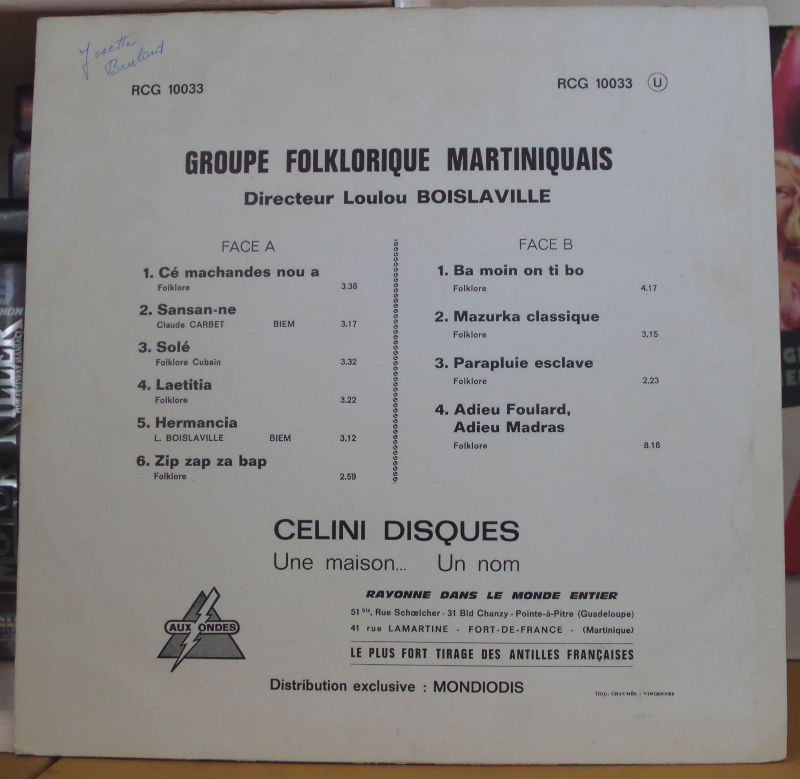 Josette
RCG 10033
RCG 10033 U
GROUPE FOLKLORIQUE MARTINIQUAIS
Directeur Loulou BOISLAVILLE
FACE A
1. Cé machandes nou a
Folklore 3.38
2. Sansan-ne
Claude CARBET BIEM 3.17
3. Solé
Folklore Cubain 3.32
4. Laetitia
Folklore 3.22
5. Hermancia
L. BOISLAVILLE BIEM 3.12
6. Zip zap za bap
Folklore 2.59
FACE B
1. Ba moin on ti bo
Folklore 4.17
2. Mazurka classique
Folklore 3.15
3. Parapluie esclave
Folklore 2.23
4. Adieu Foulard,
Adieu Madras
Folklore 8.16
CELINI DISQUES
Une maison... Un nom
AUX ONDES
RAYONNE DANS LE MONDE ENTIER
51 bis, Rue Schœlcher - 31 Bld Chanzy - Pointe-à-Pitre (Guadeloupe)
41 rue LAMARTINE - FORT-DE-FRANCE - (Martinique)
LE PLUS FORT TIRAGE DES ANTILLES FRANÇAISES
Distribution exclusive : MONDIODIS
Imp. CHAUMÈS - VINCENNES